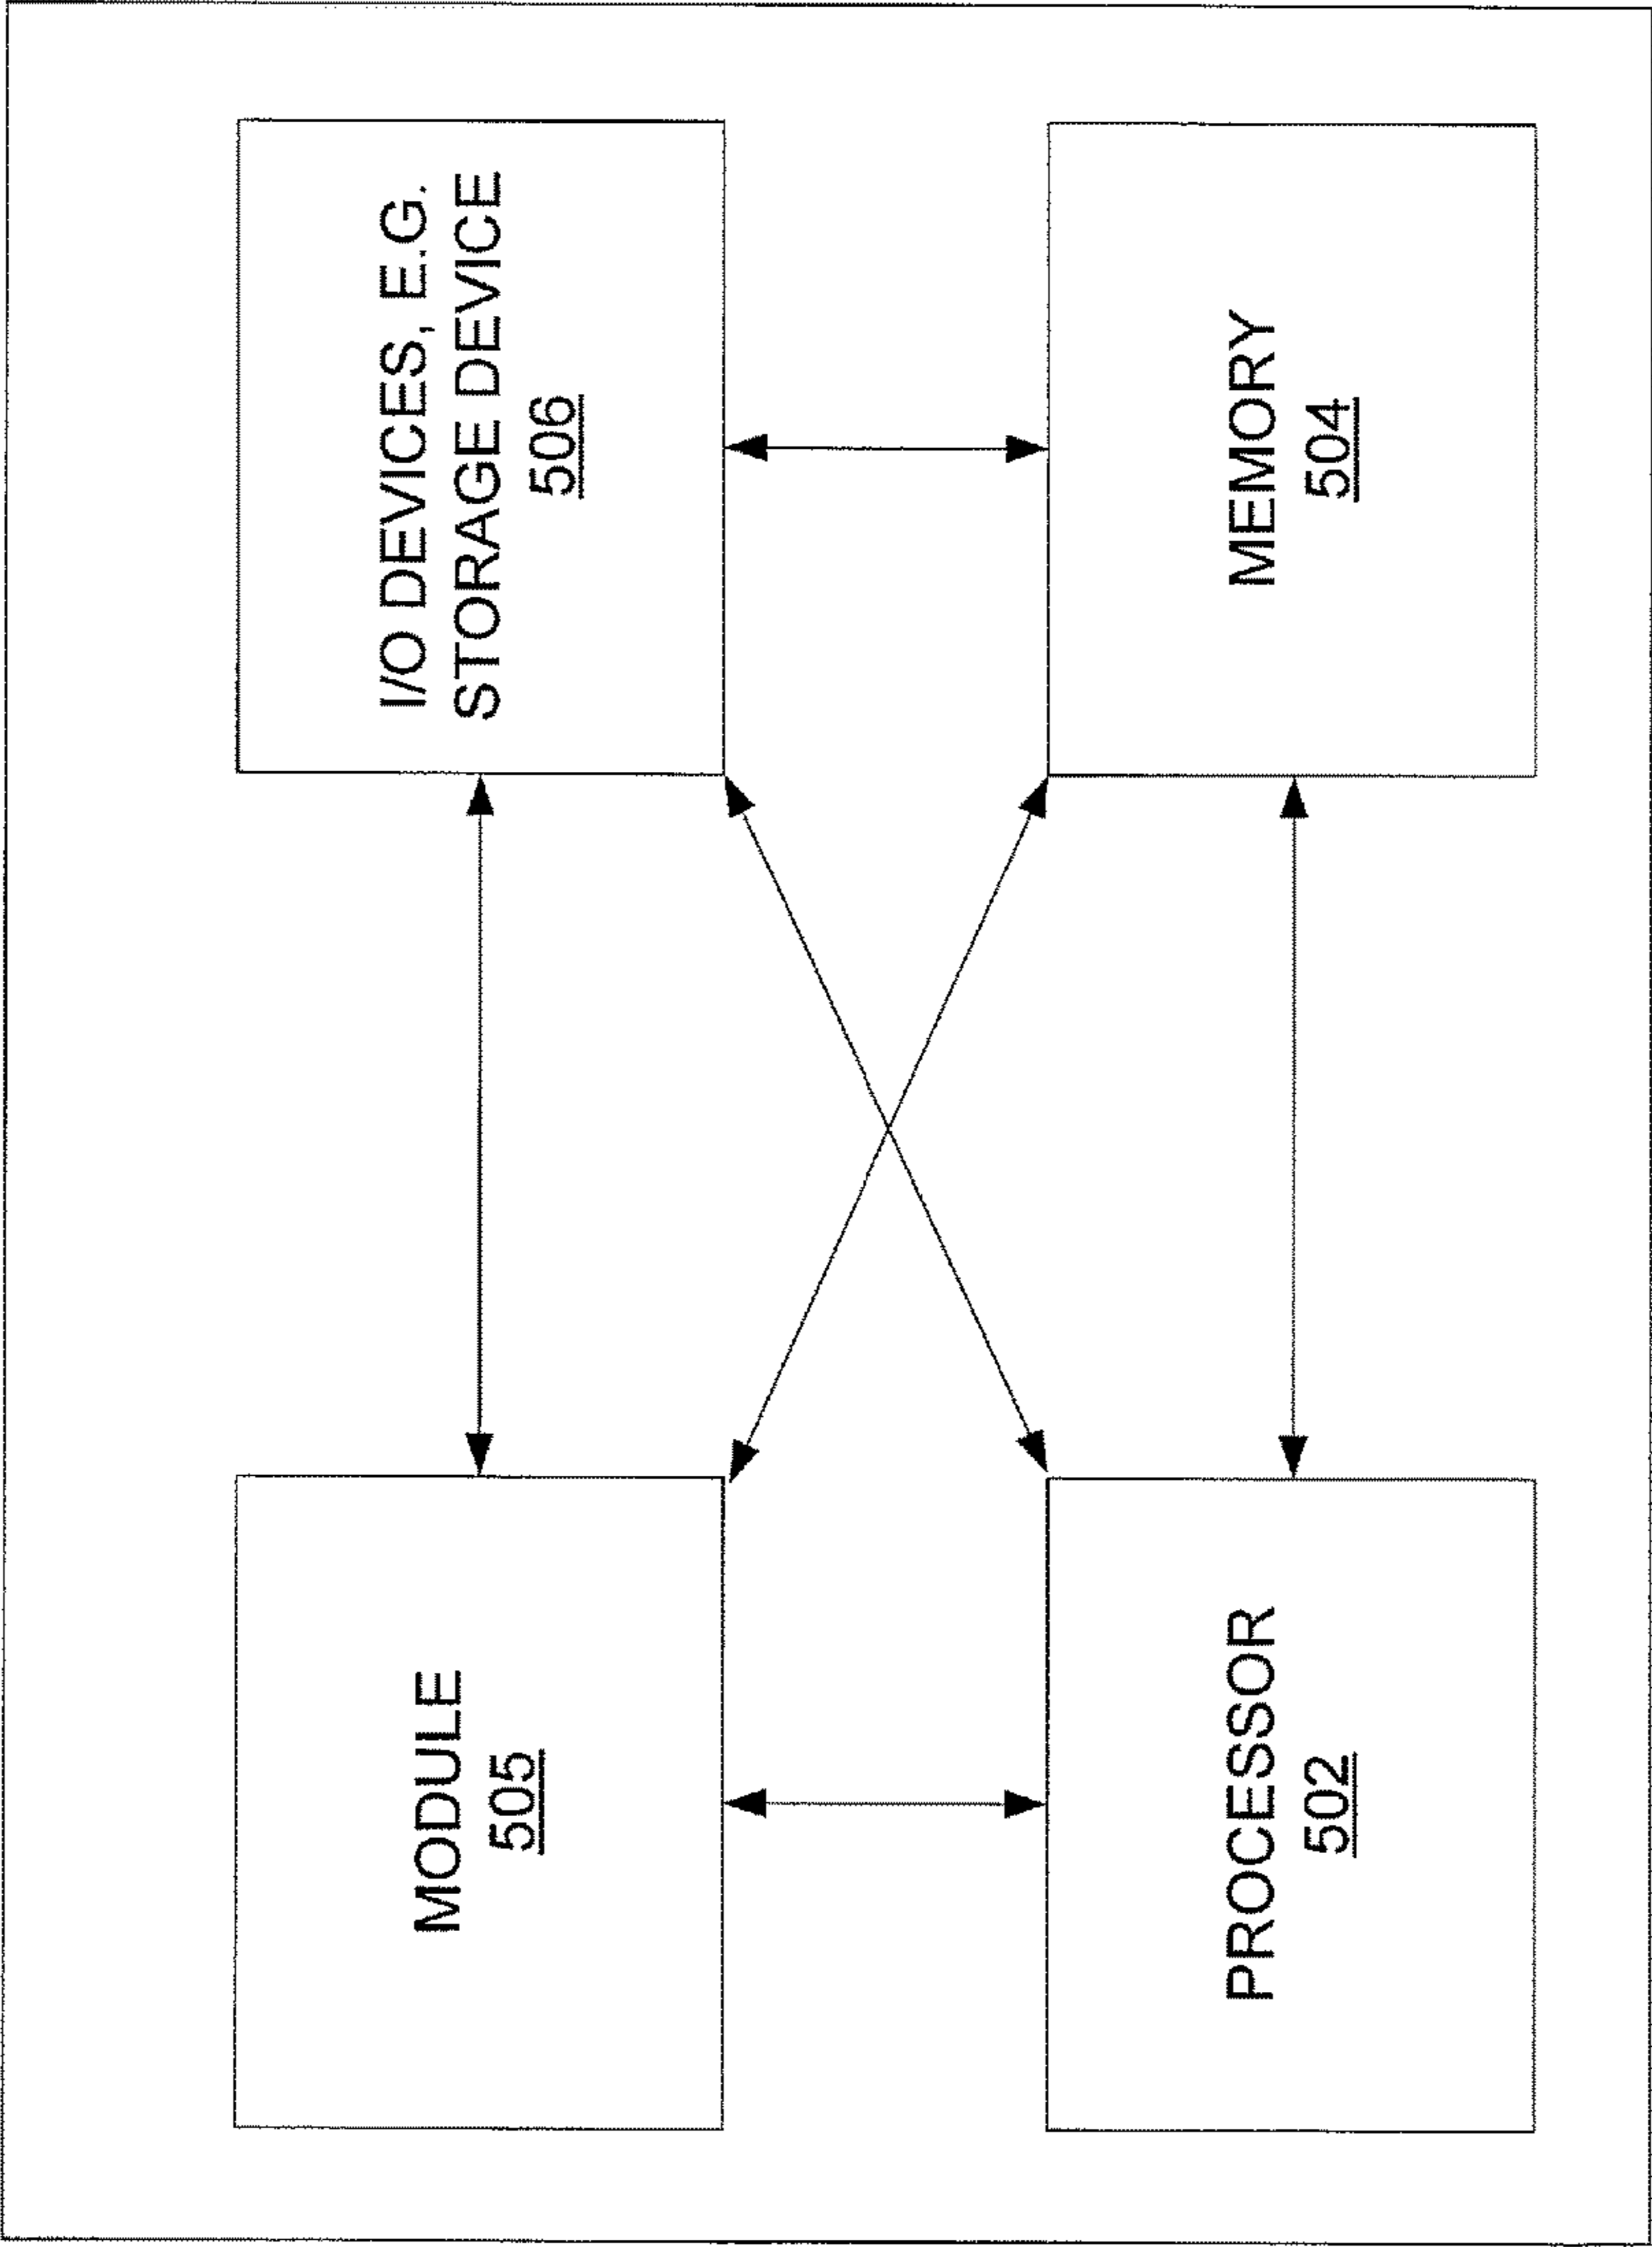 MODULE
505
I/O DEVICES, E.G.
STORAGE DEVICE
506
PROCESSOR
502
MEMORY
504